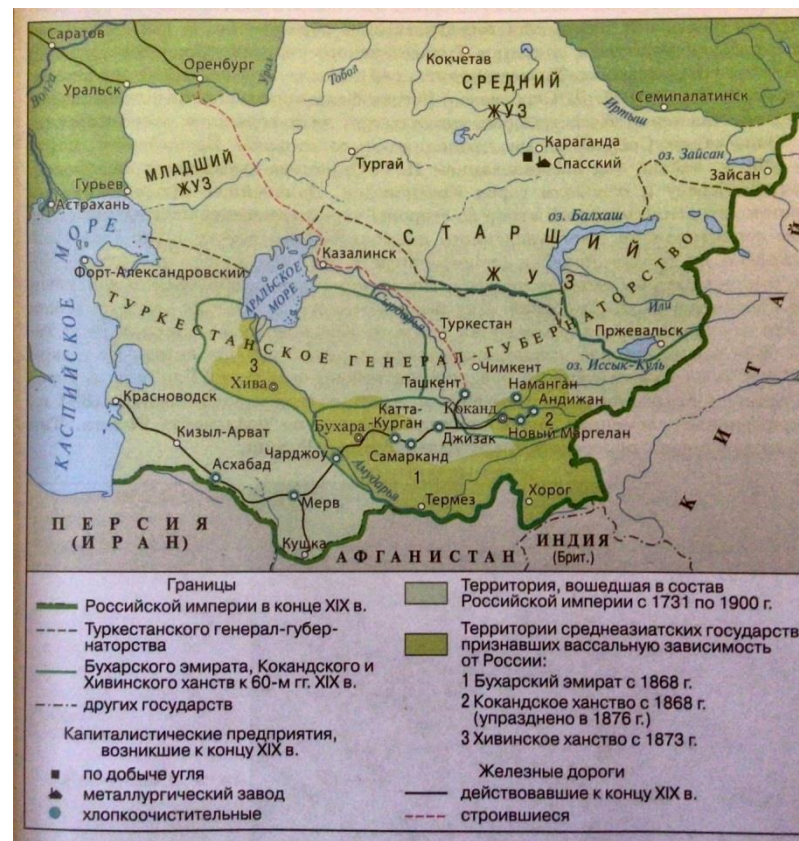 Саратов
Оренбург
Уральск
Волга
Урал
Тобол
Кокчетав
СРЕДНИЙ
ЖУЗ
Семипалатинск
Иртыш
Караганда
Спасский
оз. Зайсан
Зайсан
МЛАДШИЙ
ЖУЗ
Тургай
Гурьев
Астрахань
КАСПИЙСКОЕ МОРЕ
Форт-Александровский
АРАЛЬСКОЕ
МОРЕ
Казалинск
СТАРШИЙ
ЖУЗ
оз. Балхаш
ТУРКЕСТАНСКОЕ ГЕНЕРАЛ-ГУБЕРНАТОРСТВО
Сырдарья
Или
Туркестан
Пржевальск
Чимкент
оз. Иссык-Куль
3
Хива
Ташкент
Наманган
Андижан
Коканд
2
Новый Маргелан
Красноводск
Катта-
Курган
Бухара
Джизак
Кызыл-Арват
Чарджоу
Самарканд
Асхабад
Амударья
1
Мерв
Термез
Хорог
КИТАЙ
ПЕРСИЯ
(ИРАН)
Кушка
АФГАНИСТАН
ИНДИЯ
(Брит.)
Границы
Российской империи в конце XIX в.
Туркестанского генерал-губер-
наторства
Бухарского эмирата, Кокандского и
Хивинского ханств к 60-м гг. XIX в.
других государств
Капиталистические предприятия,
возникшие к концу XIX в.
по добыче угля
металлургический завод
хлопкоочистительные
Территория, вошедшая в состав
Российской империи с 1731 по 1900 г.
Территории среднеазиатских государств,
признавших вассальную зависимость
от России:
1 Бухарский эмират с 1868 г.
2 Кокандское ханство с 1868 г.
(упразднено в 1876 г.)
3 Хивинское ханство с 1873 г.
Железные дороги
действовавшие к концу XIX в.
строившиеся